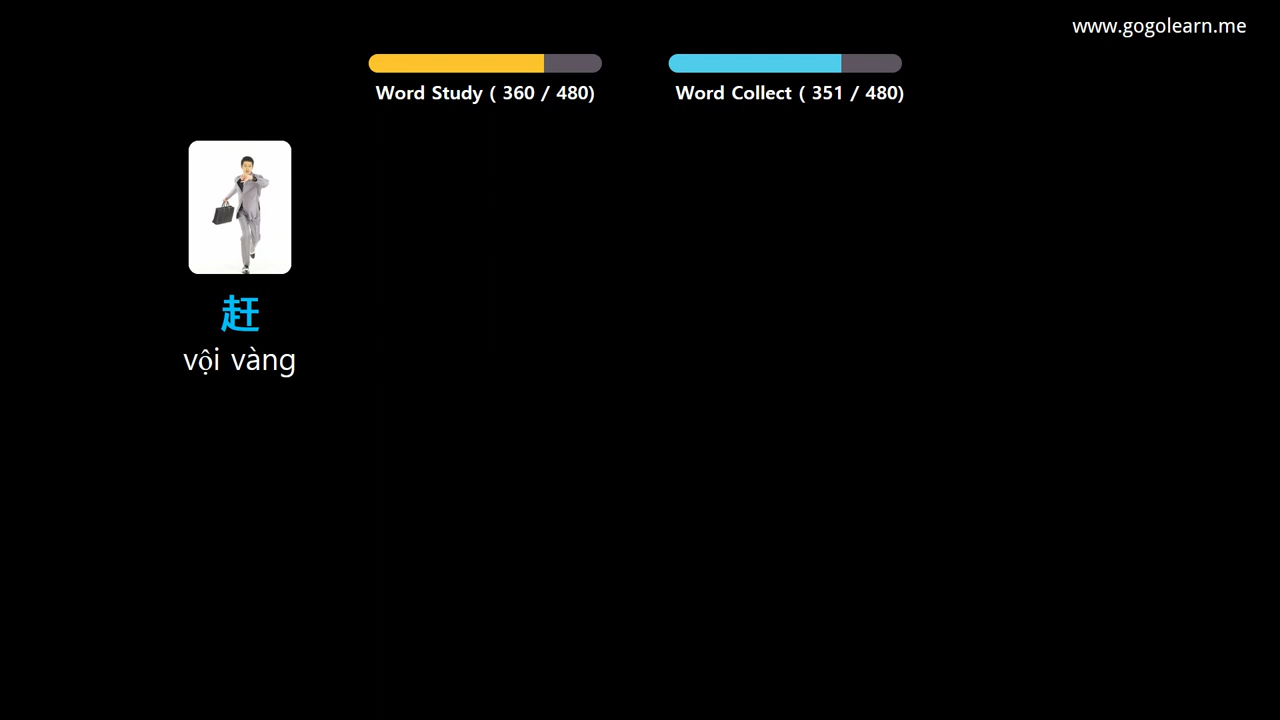 www.gogolearn.me
Word Study ( 360 / 480)
Word Collect ( 351 / 480)
赶
vội vàng